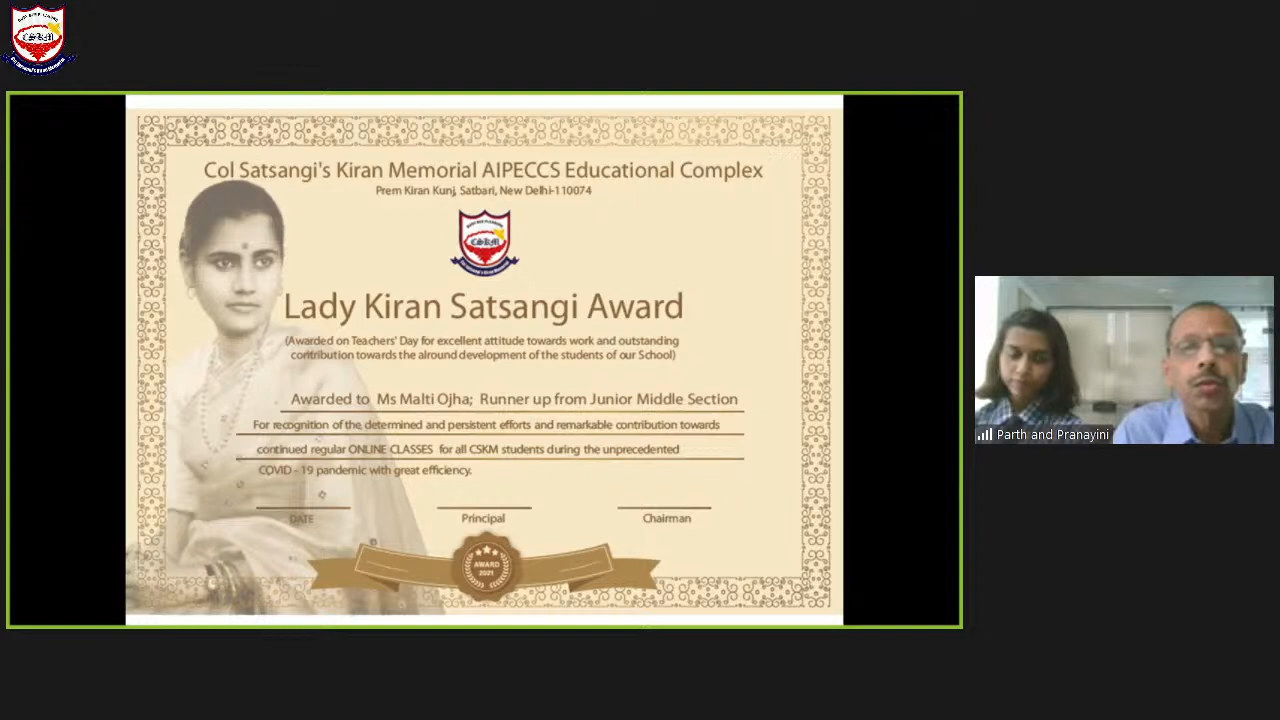 CSKM
Col Satsangi's Kiran Memorial AIPECCS Educational Complex
Prem Kiran Kunj, Satbari, New Delhi-110074
CSKM
Lady Kiran Satsangi Award
(Awarded on Teachers' Day for excellent attitude towards work and outstanding
contribution towards the alround development of the students of our School)
Awarded to Ms Malti Ojha; Runner up from Junior Middle Section
For recognition of the determined and persistent efforts and remarkable contribution towards
continued regular ONLINE CLASSES for all CSKM students during the unprecedented
COVID - 19 pandemic with great efficiency.
DATE Principal Chairman
AWARD
2021
Parth and Pranayini